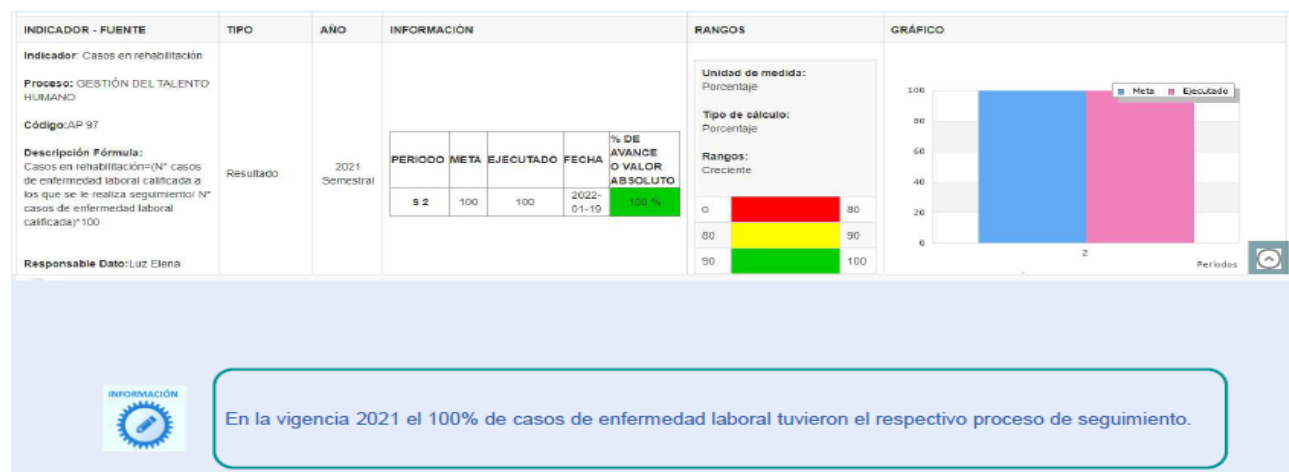 INDICADOR - FUENTE TIPO AÑO INFORMACIÓN RANGOS GRÁFICO
Indicador: Casos en rehabilitación
Proceso: GESTIÓN DEL TALENTO
HUMANO
Código:AP 97
Descripción Fórmula:
Casos en rehabilitación=(N° casos
de enfermedad laboral calificada a
los que se le realiza seguimiento/ N°
casos de enfermedad laboral
calificada)*100
Responsable Dato:Luz Elena
Resultado
2021
Semestral
PERIODO META EJECUTADO FECHA % DE
AVANCE
O VALOR
ABSOLUTO
S 2 100 100 2022-
01-19 100 %
Unidad de medida:
Porcentaje
Tipo de cálculo:
Porcentaje
Rangos:
Creciente
0 80
80 90
90 100
Meta Ejecutado
100
80
60
40
20
0
2
Periodos
INFORMACIÓN
En la vigencia 2021 el 100% de casos de enfermedad laboral tuvieron el respectivo proceso de seguimiento.